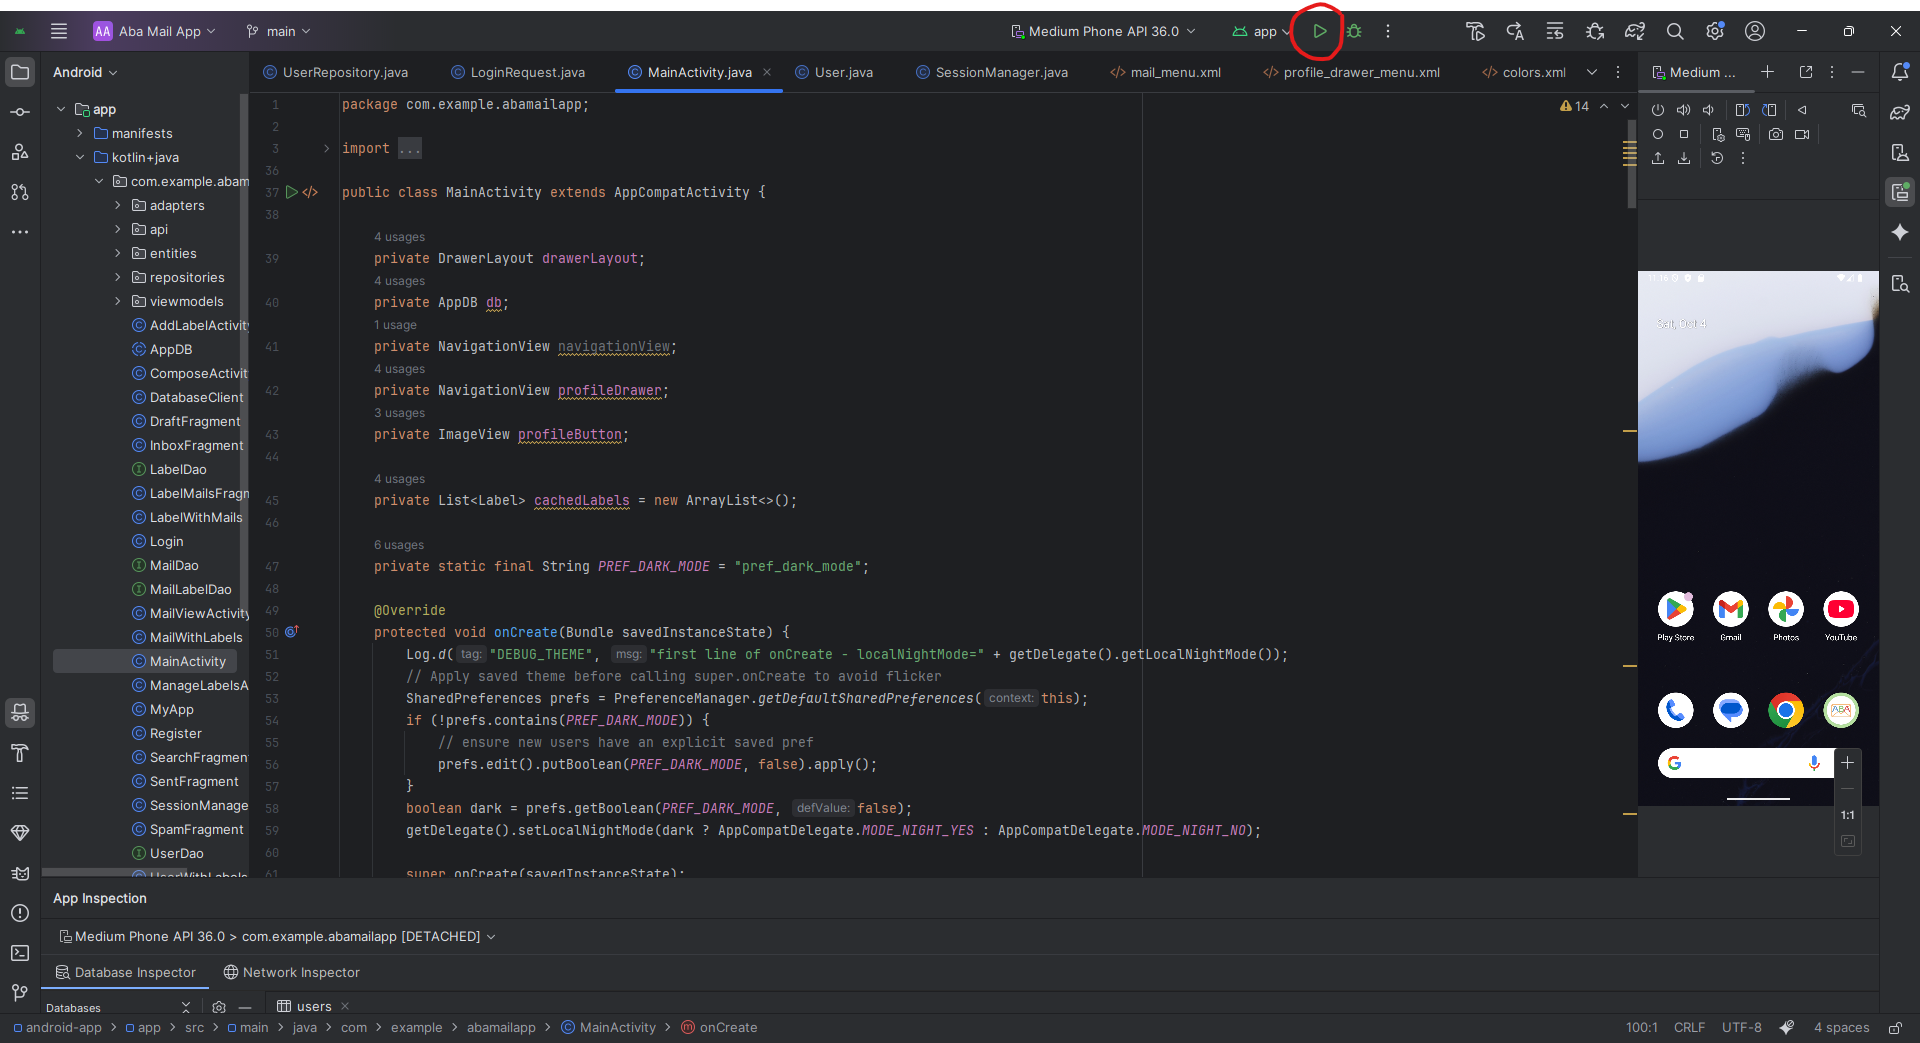 AA Aba Mail App
main
Medium Phone API 36.0
app
Android
UserRepository.java
LoginRequest.java
MainActivity.java
User.java
SessionManager.java
mail_menu.xml
profile_drawer_menu.xml
colors.xml
Medium ...
app
manifests
kotlin+java
com.example.abam
adapters
api
entities
repositories
viewmodels
AddLabelActivity
AppDB
ComposeActivit
DatabaseClient
DraftFragment
InboxFragment
LabelDao
LabelMailsFragm
LabelWithMails
Login
MailDao
MailLabelDao
MailViewActivity
MailWithLabels
MainActivity
ManageLabelsA
MyApp
Register
SearchFragmen
SentFragment
SessionManage
SpamFragment
UserDao
UserWithLabels
14
1 package com.example.abamailapp;
2
3 import ...
36
37 public class MainActivity extends AppCompatActivity {
38
4 usages
39 private DrawerLayout drawerLayout;
4 usages
40 private AppDB db;
1 usage
41 private NavigationView navigationView;
4 usages
42 private NavigationView profileDrawer;
3 usages
43 private ImageView profileButton;
44
4 usages
45 private List<Label> cachedLabels = new ArrayList<>();
46
6 usages
47 private static final String PREF_DARK_MODE = "pref_dark_mode";
48
49 @Override
50 protected void onCreate(Bundle savedInstanceState) {
51 Log.d( tag: "DEBUG_THEME", msg: "first line of onCreate - localNightMode=" + getDelegate().getLocalNightMode());
52 // Apply saved theme before calling super.onCreate to avoid flicker
53 SharedPreferences prefs = PreferenceManager.getDefaultSharedPreferences( context: this);
54 if (!prefs.contains(PREF_DARK_MODE)) {
55 // ensure new users have an explicit saved pref
56 prefs.edit().putBoolean(PREF_DARK_MODE, false).apply();
57 }
58 boolean dark = prefs.getBoolean(PREF_DARK_MODE, defValue: false);
59 getDelegate().setLocalNightMode(dark ? AppCompatDelegate.MODE_NIGHT_YES : AppCompatDelegate.MODE_NIGHT_NO);
60
61 super.onCreate(savedInstanceState);
11:16
Sat, Oct 4
Play Store
Gmail
Photos
YouTube
ABA
1:1
App Inspection
Medium Phone API 36.0 > com.example.abamailapp [DETACHED]
Database Inspector
Network Inspector
Databases
users
android-app > app > src > main > java > com > example > abamailapp > MainActivity > onCreate
100:1 CRLF UTF-8 4 spaces